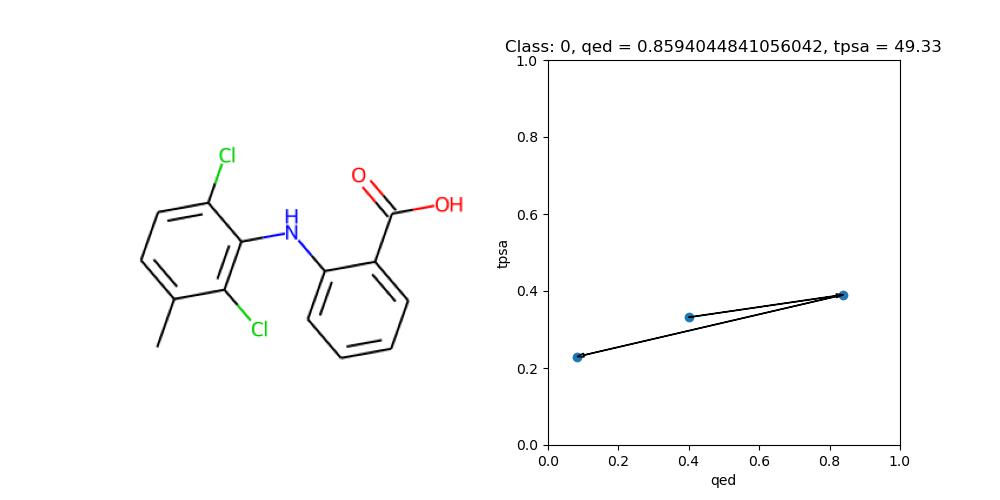 Cl
O
OH
H
N
Cl
Class: 0, qed = 0.8594044841056042, tpsa = 49.33
1.0
0.8
0.6
0.4
0.2
0.0
tpsa
0.0 0.2 0.4 0.6 0.8 1.0
qed